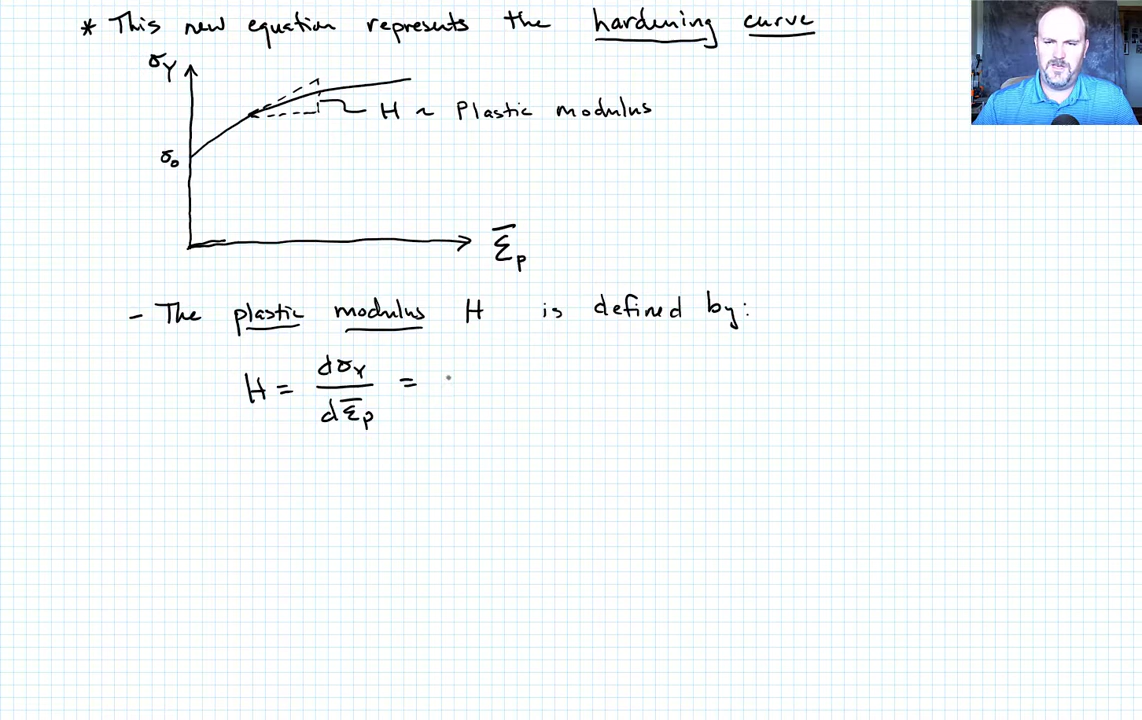 * This new equation represents the hardening curve
σY
H ~ Plastic modulus
σ0
ε̄p
- The plastic modulus H is defined by:
H = dσY / dε̄p =